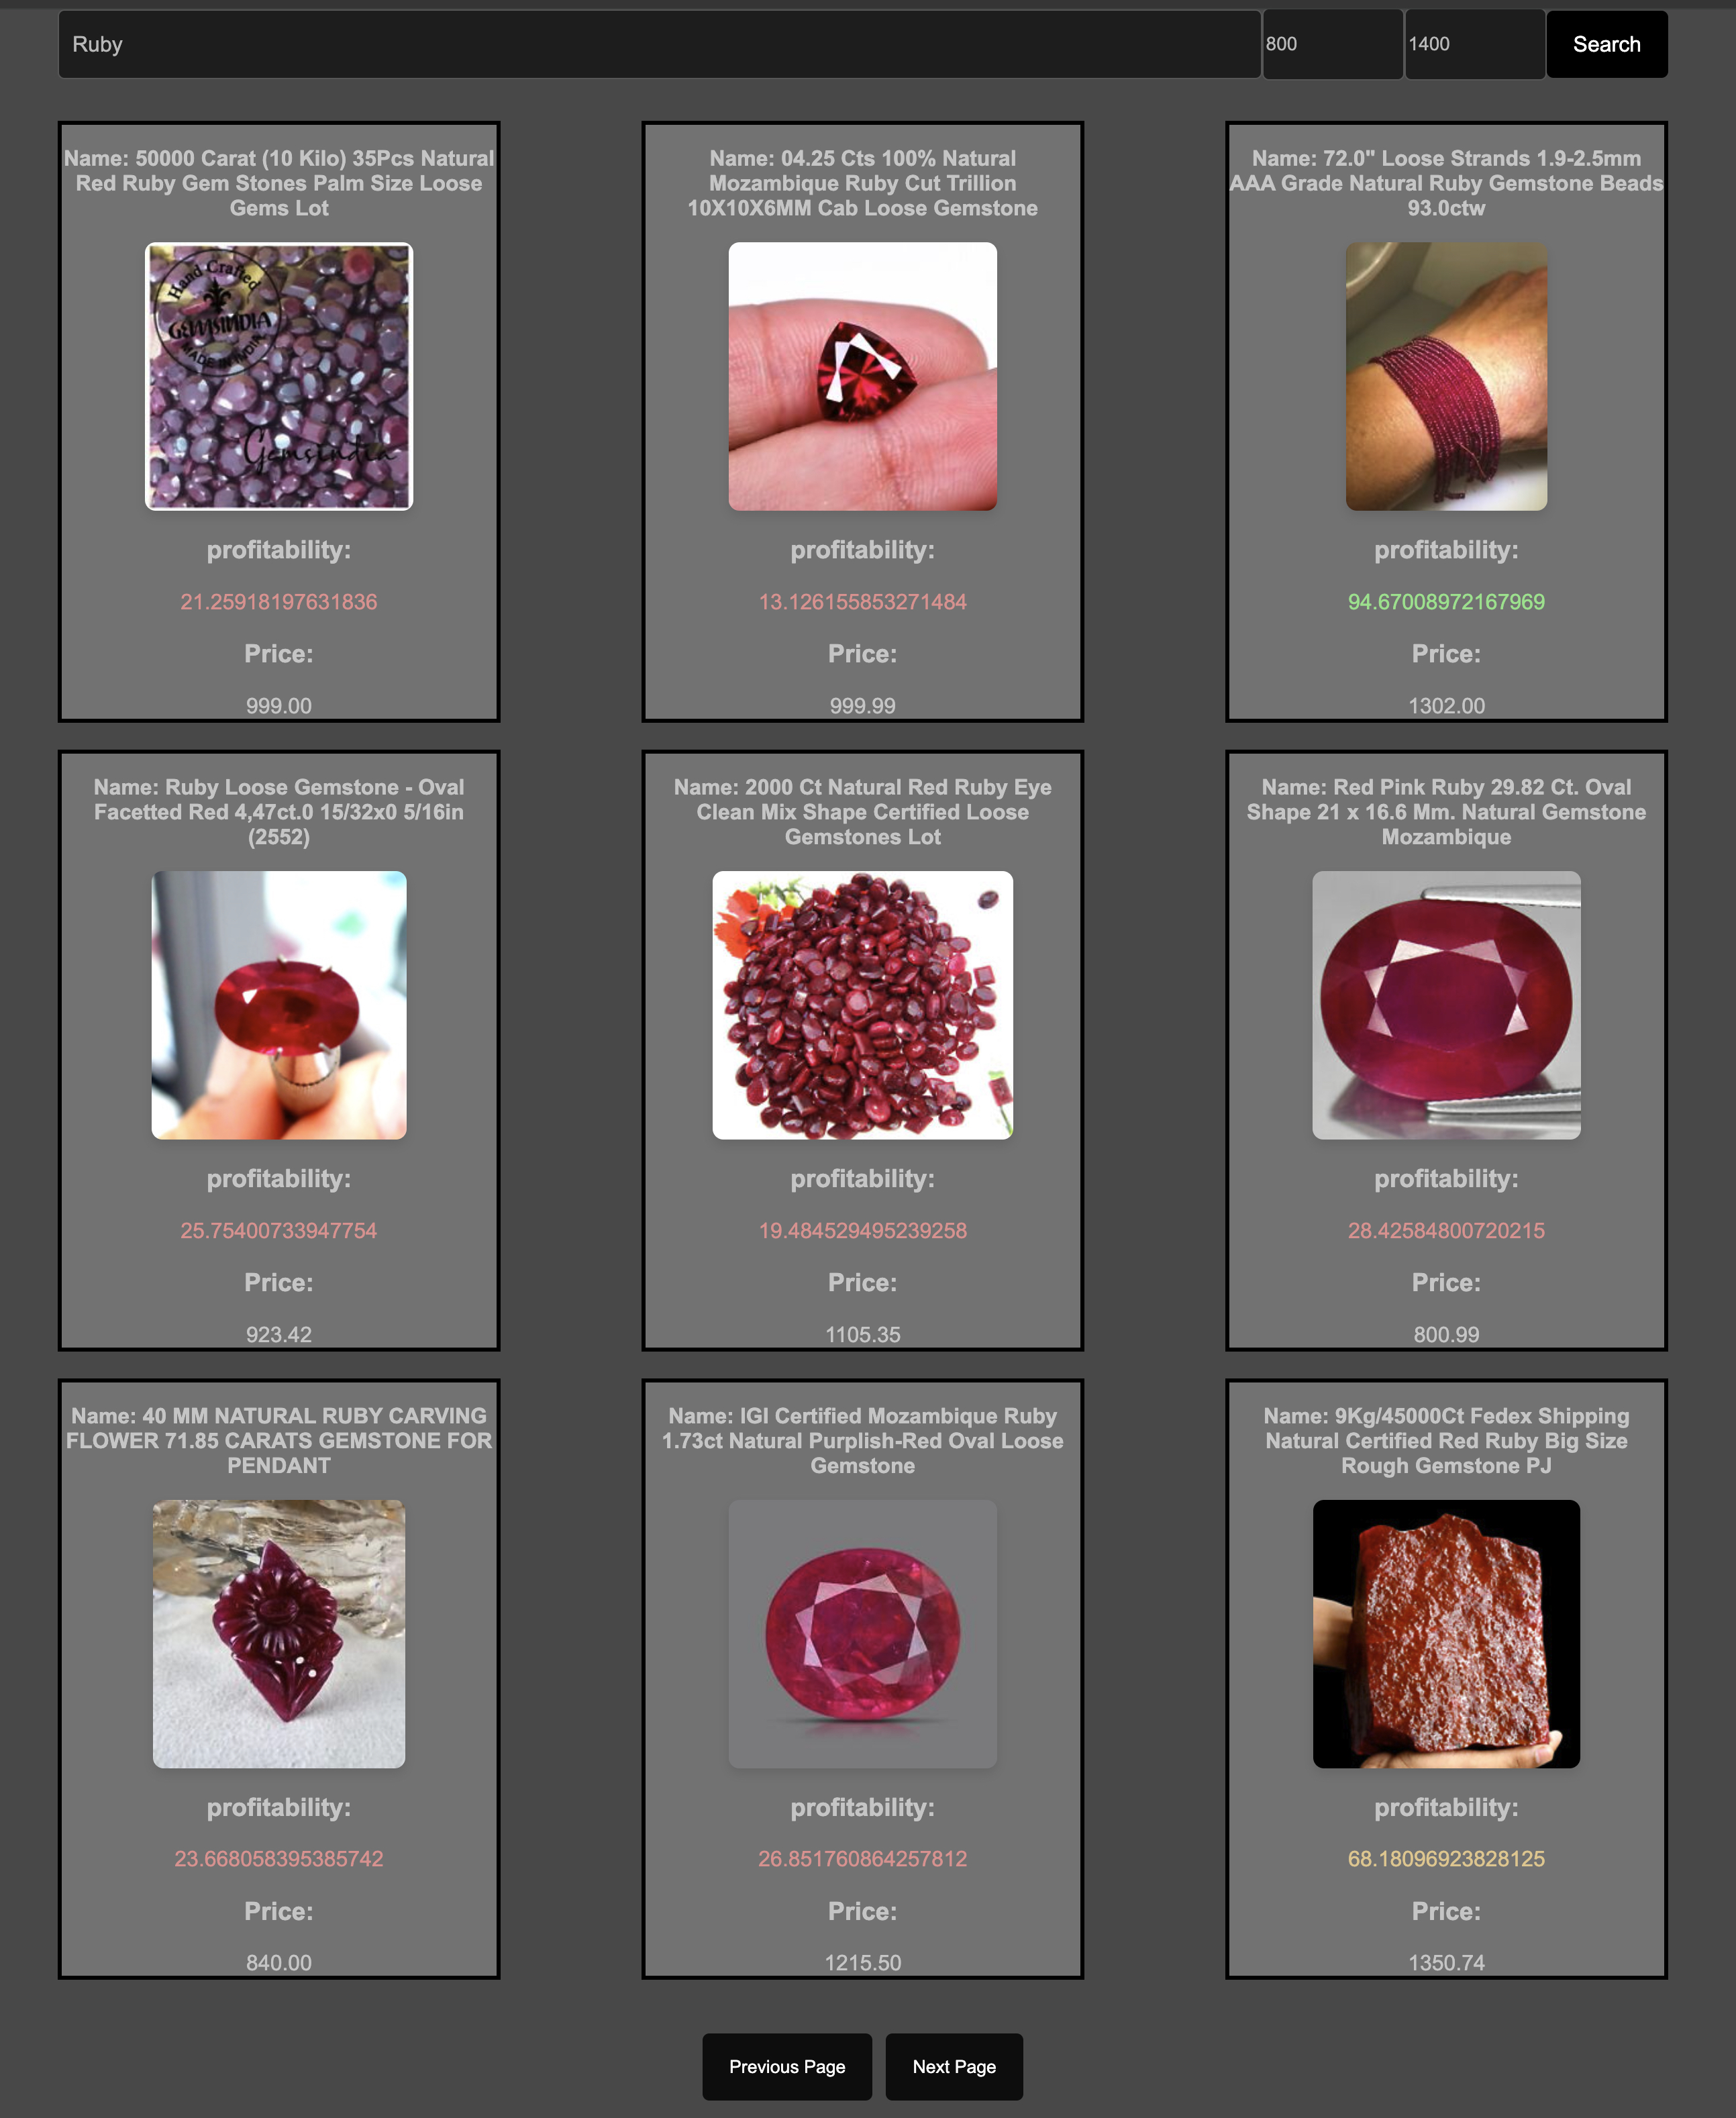 Ruby
800
1400
Search
Name: 50000 Carat (10 Kilo) 35Pcs Natural
Red Ruby Gem Stones Palm Size Loose
Gems Lot
Hand Crafted
GEMSINDIA
MADE IN INDIA
Gemsindia
profitability:
21.25918197631836
Price:
999.00
Name: 04.25 Cts 100% Natural
Mozambique Ruby Cut Trillion
10X10X6MM Cab Loose Gemstone
profitability:
13.126155853271484
Price:
999.99
Name: 72.0" Loose Strands 1.9-2.5mm
AAA Grade Natural Ruby Gemstone Beads
93.0ctw
profitability:
94.67008972167969
Price:
1302.00
Name: Ruby Loose Gemstone - Oval
Facetted Red 4,47ct.0 15/32x0 5/16in
(2552)
profitability:
25.75400733947754
Price:
923.42
Name: 2000 Ct Natural Red Ruby Eye
Clean Mix Shape Certified Loose
Gemstones Lot
profitability:
19.484529495239258
Price:
1105.35
Name: Red Pink Ruby 29.82 Ct. Oval
Shape 21 x 16.6 Mm. Natural Gemstone
Mozambique
profitability:
28.42584800720215
Price:
800.99
Name: 40 MM NATURAL RUBY CARVING
FLOWER 71.85 CARATS GEMSTONE FOR
PENDANT
profitability:
23.668058395385742
Price:
840.00
Name: IGI Certified Mozambique Ruby
1.73ct Natural Purplish-Red Oval Loose
Gemstone
profitability:
26.851760864257812
Price:
1215.50
Name: 9Kg/45000Ct Fedex Shipping
Natural Certified Red Ruby Big Size
Rough Gemstone PJ
profitability:
68.18096923828125
Price:
1350.74
Previous Page
Next Page